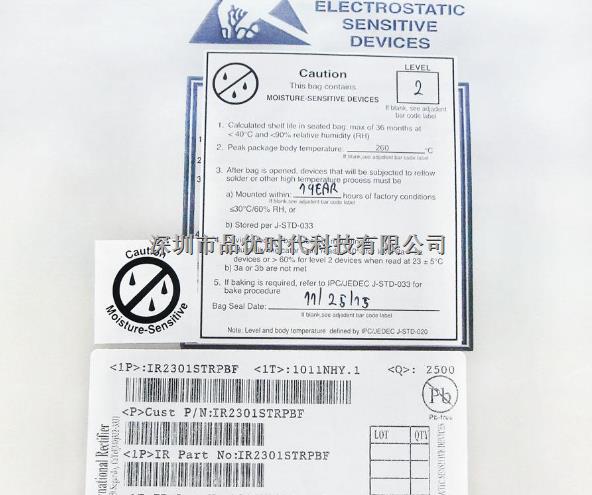 ELECTROSTATIC
SENSITIVE
DEVICES
Caution
This bag contains
MOISTURE-SENSITIVE DEVICES
LEVEL
2
If blank, see adjacent
bar code label
1. Calculated shelf life in sealed bag: max of 36 months at
< 40°C and <90% relative humidity (RH)
2. Peak package body temperature: 260 °C
If blank, see adjacent bar code label
3. After bag is opened, devices that will be subjected to reflow
solder or other high temperature process must be
a) Mounted within: 1 YEAR hours of factory conditions
If blank, see adjacent bar code label
≤30°C/60% RH, or
b) Stored per J-STD-033
深圳市品优时代科技有限公司
devices or > 60% for level 2 devices when read at 23 ± 5°C
b) 3a or 3b are not met
5. If baking is required, refer to IPC/JEDEC J-STD-033 for
bake procedure
Bag Seal Date: 11/25/15
If blank, see adjacent bar code label
Note: Level and body temperature defined by IPC/JEDEC J-STD-020
Caution
Moisture-Sensitive
<1P>:IR2301STRPBF <1T>:1011NHY.1 <Q>: 2500
<P>Cust P/N:IR2301STRPBF
Pb
Pb-free
<1P>IR Part No:IR2301STRPBF
LOT QTY
International Rectifier